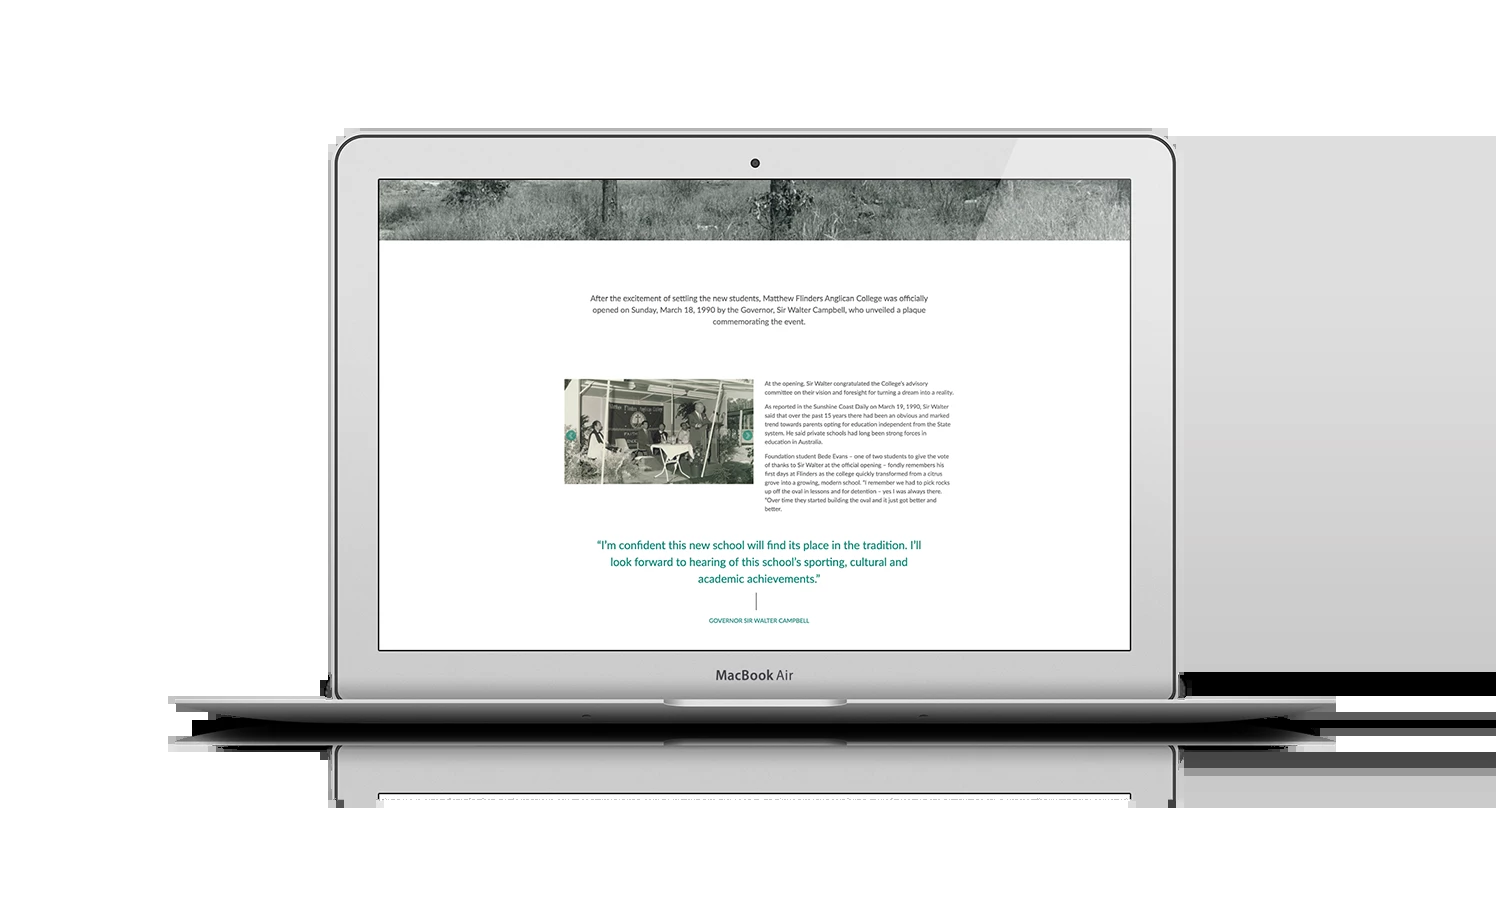 After the excitement of settling the new students, Matthew Flinders Anglican College was officially
opened on Sunday, March 18, 1990 by the Governor, Sir Walter Campbell, who unveiled a plaque
commemorating the event.
At the opening, Sir Walter congratulated the College's advisory
committee on their vision and foresight for turning a dream into a reality.
As reported in the Sunshine Coast Daily on March 19, 1990, Sir Walter
said that over the past 15 years there had been an obvious and marked
trend towards parents opting for education independent from the State
system. He said private schools had long been strong forces in
education in Australia.
Foundation student Bede Evans – one of two students to give the vote
of thanks to Sir Walter at the official opening – fondly remembers his
first days at Flinders as the college quickly transformed from a citrus
grove into a growing, modern school. "I remember we had to pick rocks
up off the oval in lessons and for detention – yes I was always there.
"Over time they started building the oval and it just got better and
better.
“I’m confident this new school will find its place in the tradition. I’ll
look forward to hearing of this school’s sporting, cultural and
academic achievements.”
GOVERNOR SIR WALTER CAMPBELL
MacBook Air